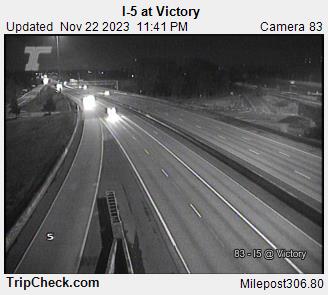 I-5 at Victory
Updated Nov 22 2023 11:41 PM Camera 83
T
S
83 - I5 @ Victory
TripCheck.com Milepost306.80